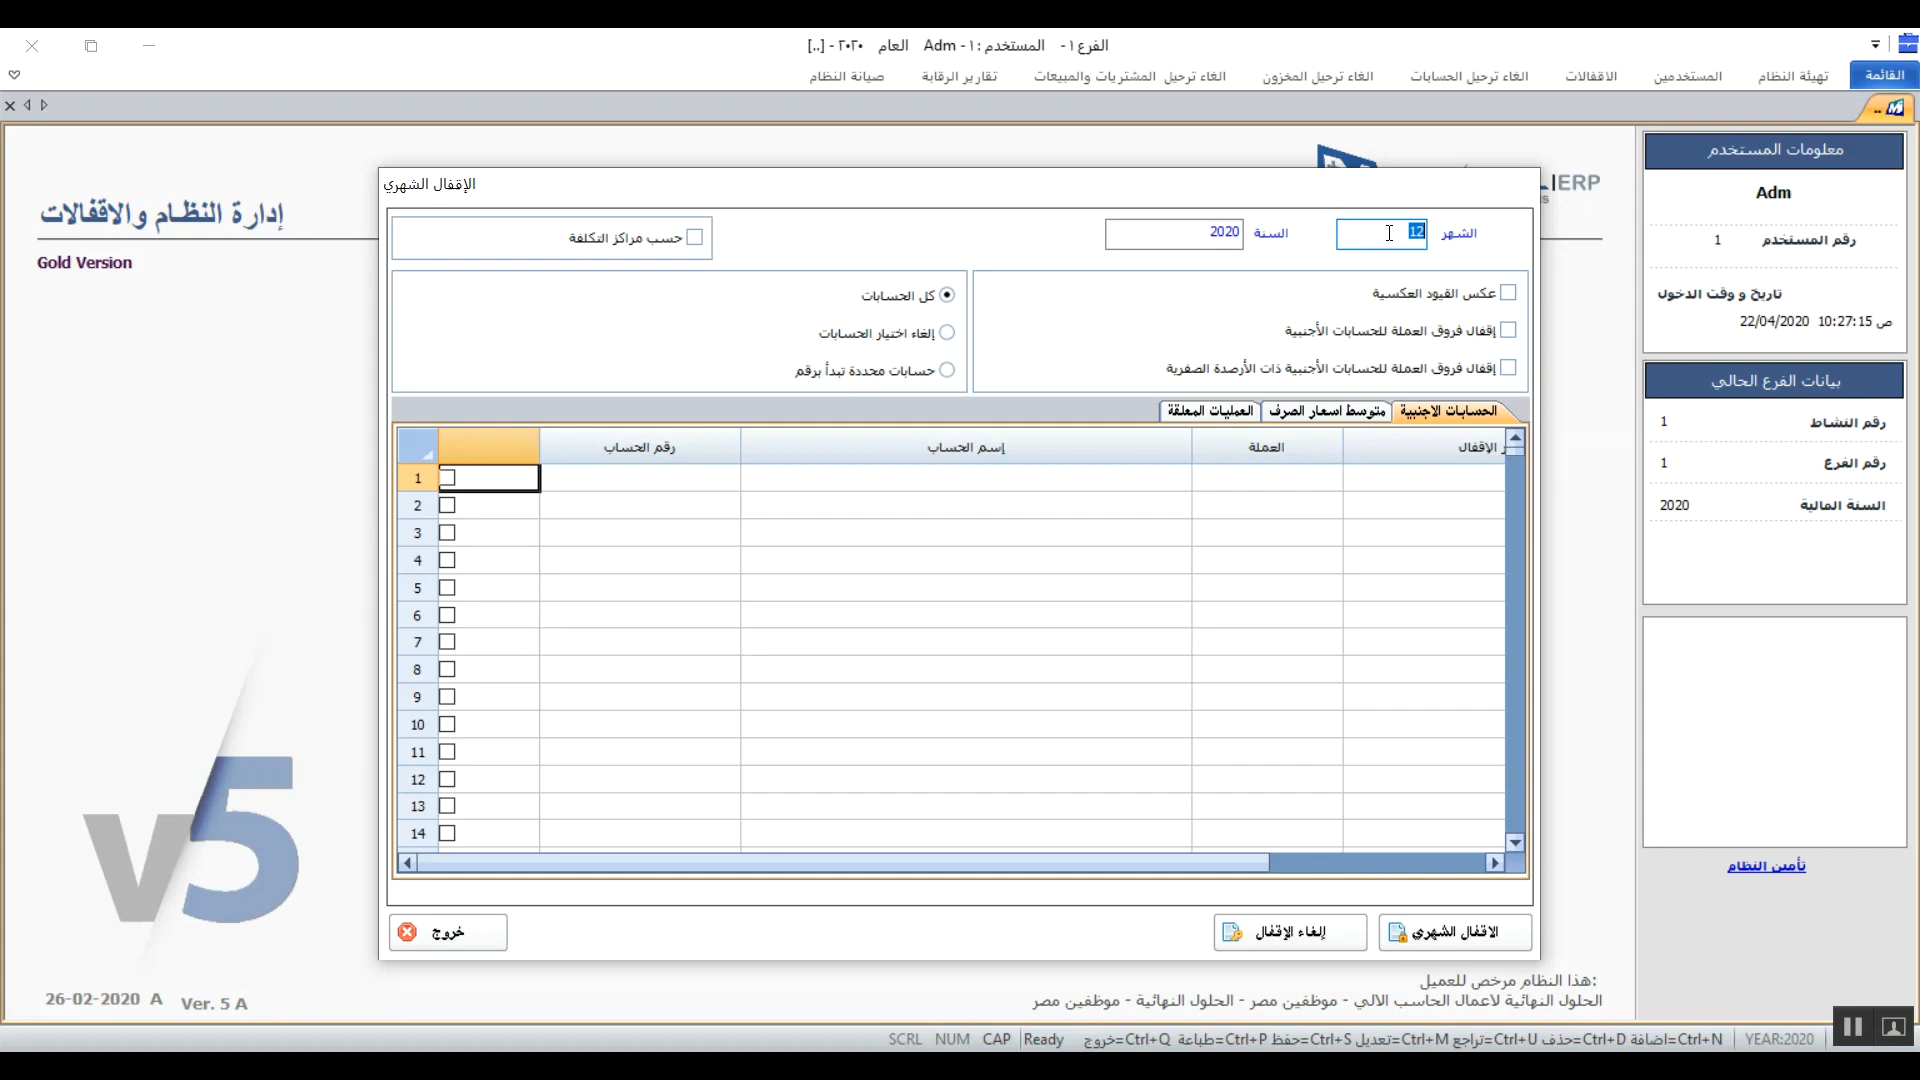 الفرع ١- المستخدم :١- Adm العام ٢٠٢٠ - [..]
القائمة تهيئة النظام المستخدمين الاقفالات الغاء ترحيل الحسابات الغاء ترحيل المخزون الغاء ترحيل المشتريات والمبيعات تقارير الرقابة صيانة النظام
..
معلومات المستخدم
Adm
رقم المستخدم 1
تاريخ و وقت الدخول
22/04/2020 10:27:15 ص
بيانات الفرع الحالي
رقم النشاط 1
رقم الفرع 1
السنة المالية 2020
تأمين النظام
ERP
إدارة النظام والاقفالات
Gold Version
الإقفال الشهري
الشهر 12 السنة 2020
حسب مراكز التكلفة
عكس القيود العكسية
إقفال فروق العملة للحسابات الأجنبية
إقفال فروق العملة للحسابات الأجنبية ذات الأرصدة الصفرية
كل الحسابات
إلغاء اختيار الحسابات
حسابات محددة تبدأ برقم
الحسابات الاجنبية متوسط اسعار الصرف العمليات المعلقة
رقم الحساب إسم الحساب العملة ر الإقفال
1
2
3
4
5
6
7
8
9
10
11
12
13
14
الاقفال الشهري إلغاء الإقفال خروج
v5
26-02-2020 A Ver. 5 A
هذا النظام مرخص للعميل:
الحلول النهائية لاعمال الحاسب الالي - موظفين مصر - الحلول النهائية - موظفين مصر
SCRL NUM CAP Ready Ctrl+N=اضافة Ctrl+D=حذف Ctrl+U=تراجع Ctrl+M=تعديل Ctrl+S=حفظ Ctrl+P=طباعة Ctrl+Q=خروج YEAR:2020